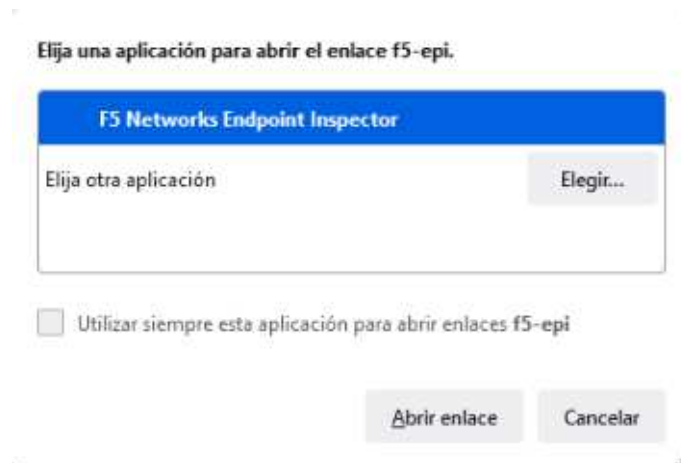 Elija una aplicación para abrir el enlace f5-epi.
F5 Networks Endpoint Inspector
Elija otra aplicación Elegir...
Utilizar siempre esta aplicación para abrir enlaces f5-epi
Abrir enlace Cancelar